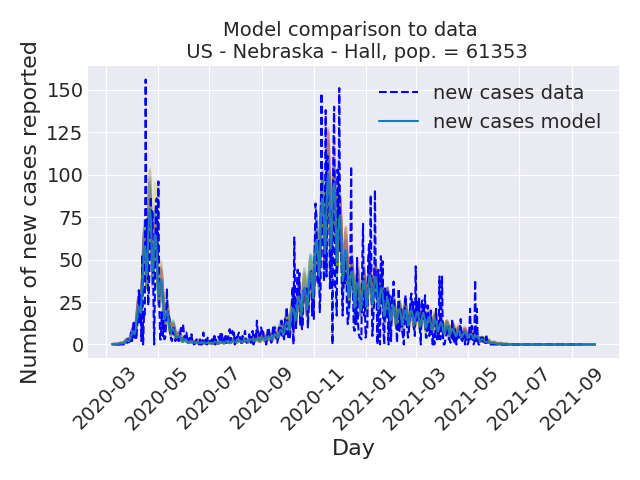 Model comparison to data
US - Nebraska - Hall, pop. = 61353
Number of new cases reported
150
125
100
75
50
25
0
new cases data
new cases model
2020-03
2020-05
2020-07
2020-09
2020-11
2021-01
2021-03
2021-05
2021-07
2021-09
Day